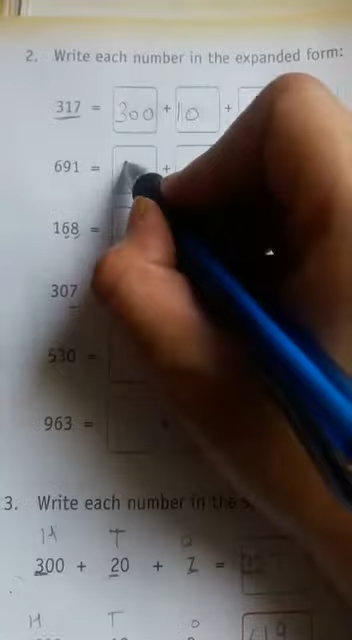 2. Write each number in the expanded form:
317 = 300 + 10 +
691 = +
168 =
307
530 =
963 =
3. Write each number in the
H T O
300 + 20 + 7 =
H T O